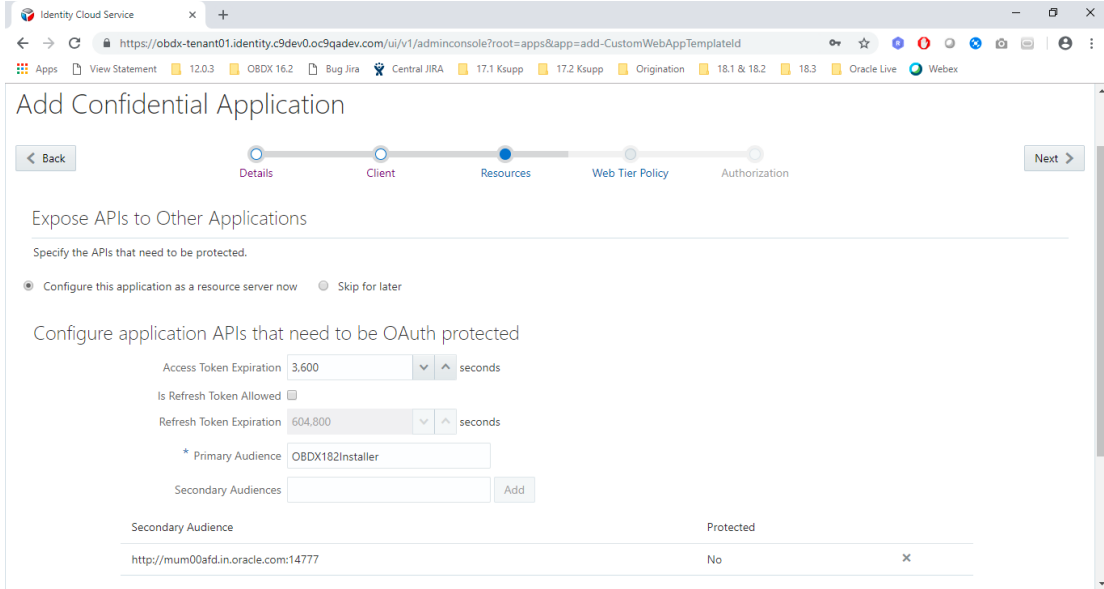 Identity Cloud Service
https://obdx-tenant01.identity.c9dev0.oc9qadev.com/ui/v1/adminconsole?root=apps&app=add-CustomWebAppTemplateId
Apps View Statement 12.0.3 OBDX 16.2 Bug Jira Central JIRA 17.1 Ksupp 17.2 Ksupp Origination 18.1 & 18.2 18.3 Oracle Live Webex
Add Confidential Application
Back
Next
Details Client Resources Web Tier Policy Authorization
Expose APIs to Other Applications
Specify the APIs that need to be protected.
Configure this application as a resource server now Skip for later
Configure application APIs that need to be OAuth protected
Access Token Expiration 3,600 seconds
Is Refresh Token Allowed
Refresh Token Expiration 604,800 seconds
* Primary Audience OBDX182Installer
Secondary Audiences Add
Secondary Audience Protected
http://mum00afd.in.oracle.com:14777 No